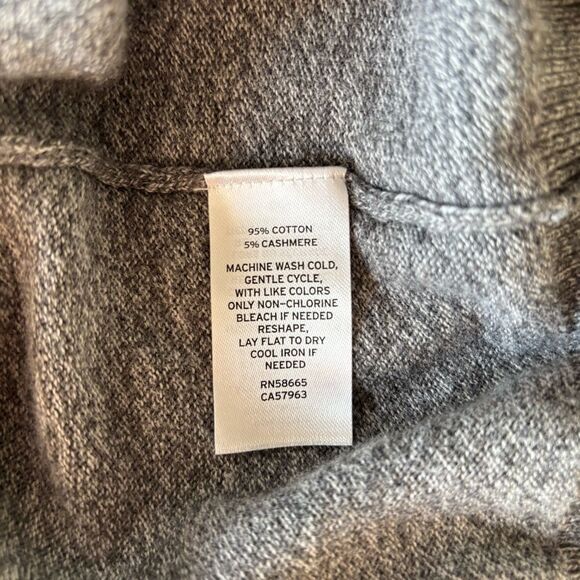 95% COTTON
5% CASHMERE
MACHINE WASH COLD,
GENTLE CYCLE,
WITH LIKE COLORS
ONLY NON-CHLORINE
BLEACH IF NEEDED
RESHAPE,
LAY FLAT TO DRY
COOL IRON IF
NEEDED
RN58665
CA57963